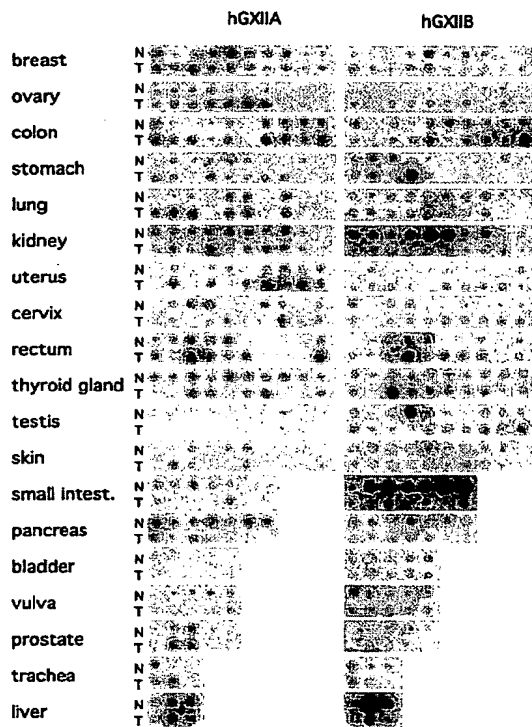 hGXIIA hGXIIB
breast N
T
ovary N
T
colon N
T
stomach N
T
lung N
T
kidney N
T
uterus N
T
cervix N
T
rectum N
T
thyroid gland N
T
testis N
T
skin N
T
small intest. N
T
pancreas N
T
bladder N
T
vulva N
T
prostate N
T
trachea N
T
liver N
T